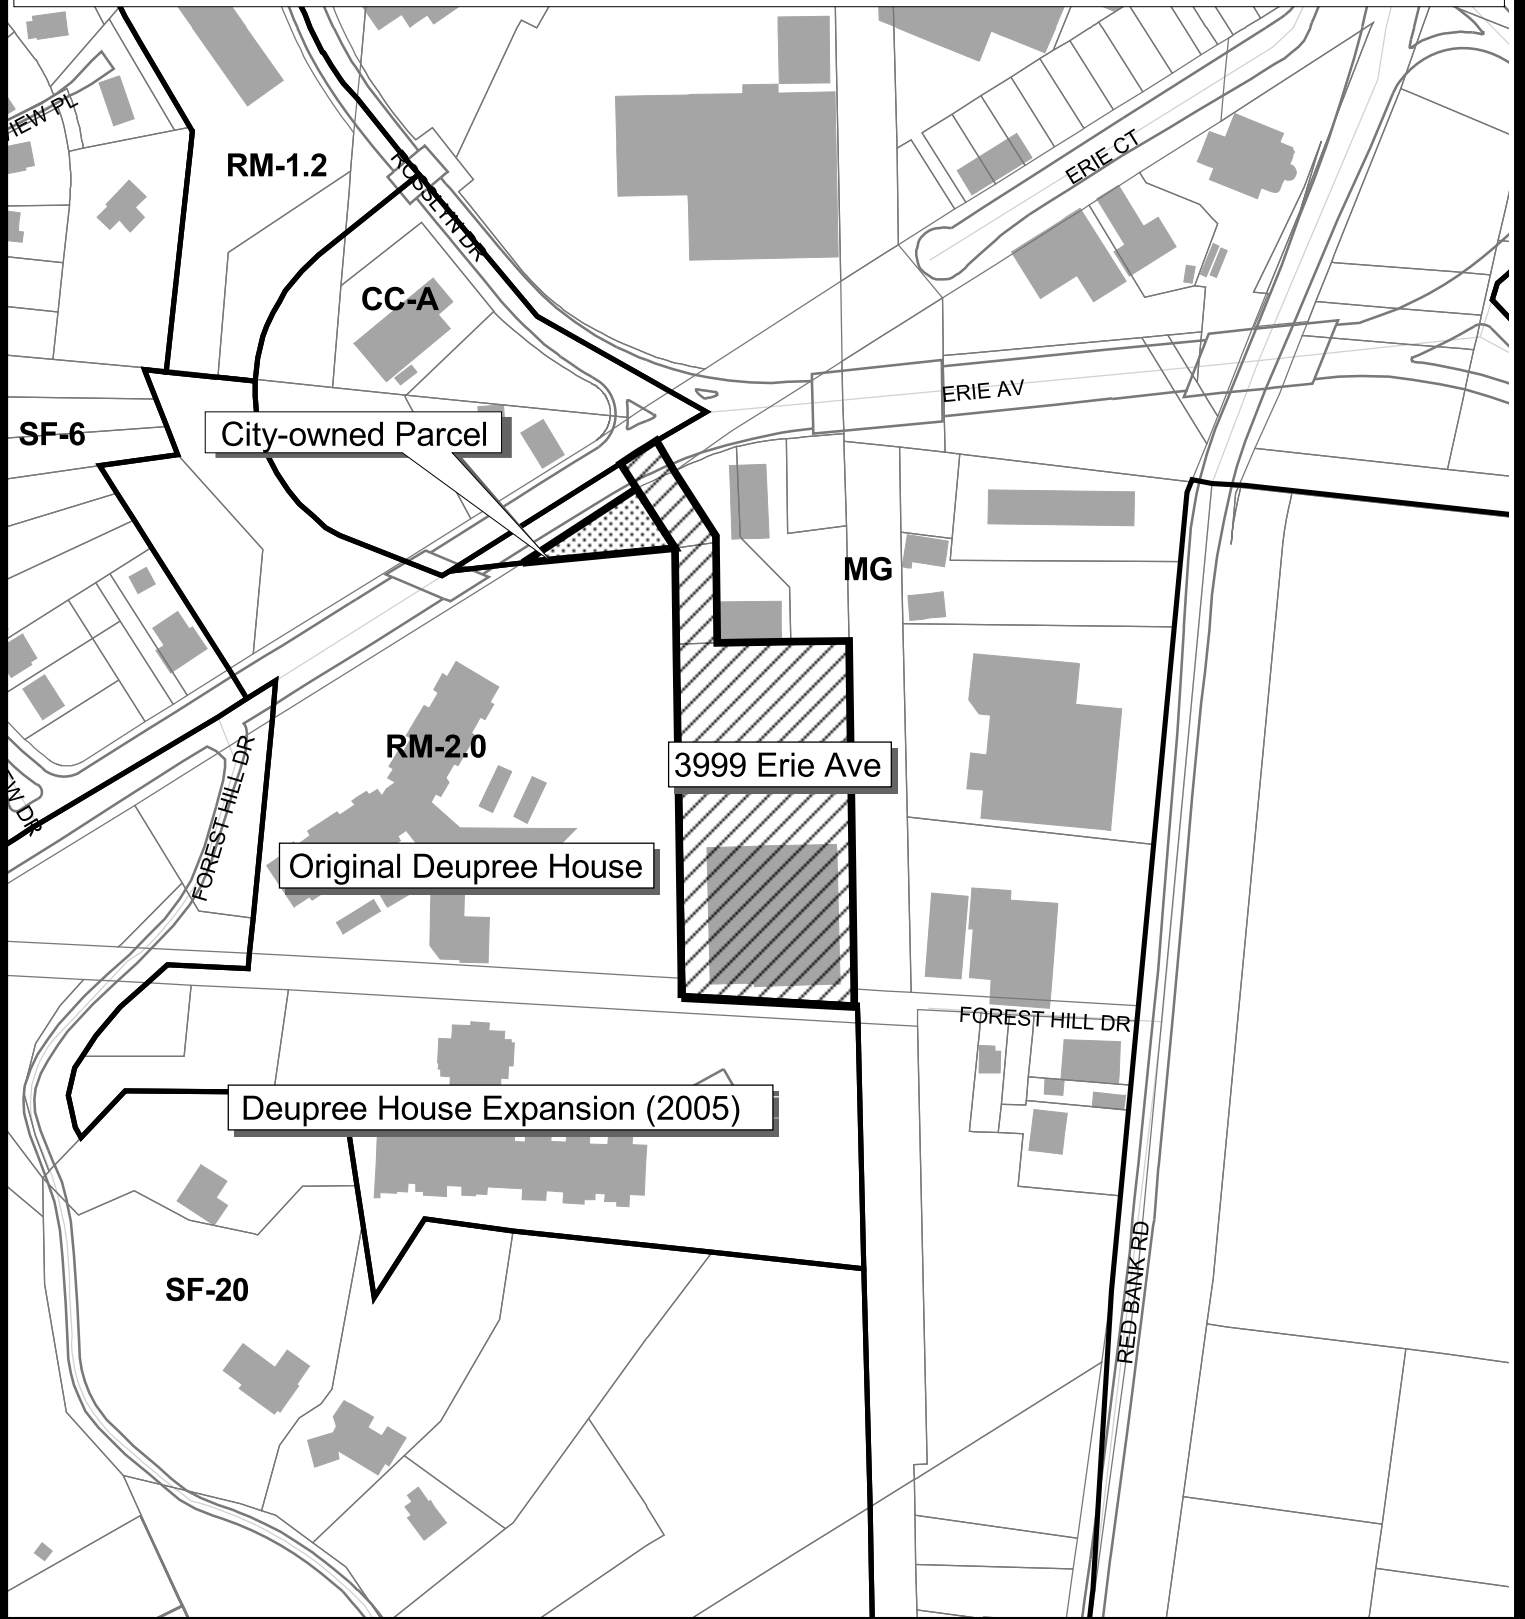 RM-1.2
ROSSLYN DR
ERIE CT
CC-A
ERIE AV
SF-6
City-owned Parcel
MG
RM-2.0
3999 Erie Ave
FOREST HILL DR
Original Deupree House
FOREST HILL DR
Deupree House Expansion (2005)
SF-20
RED BANK RD